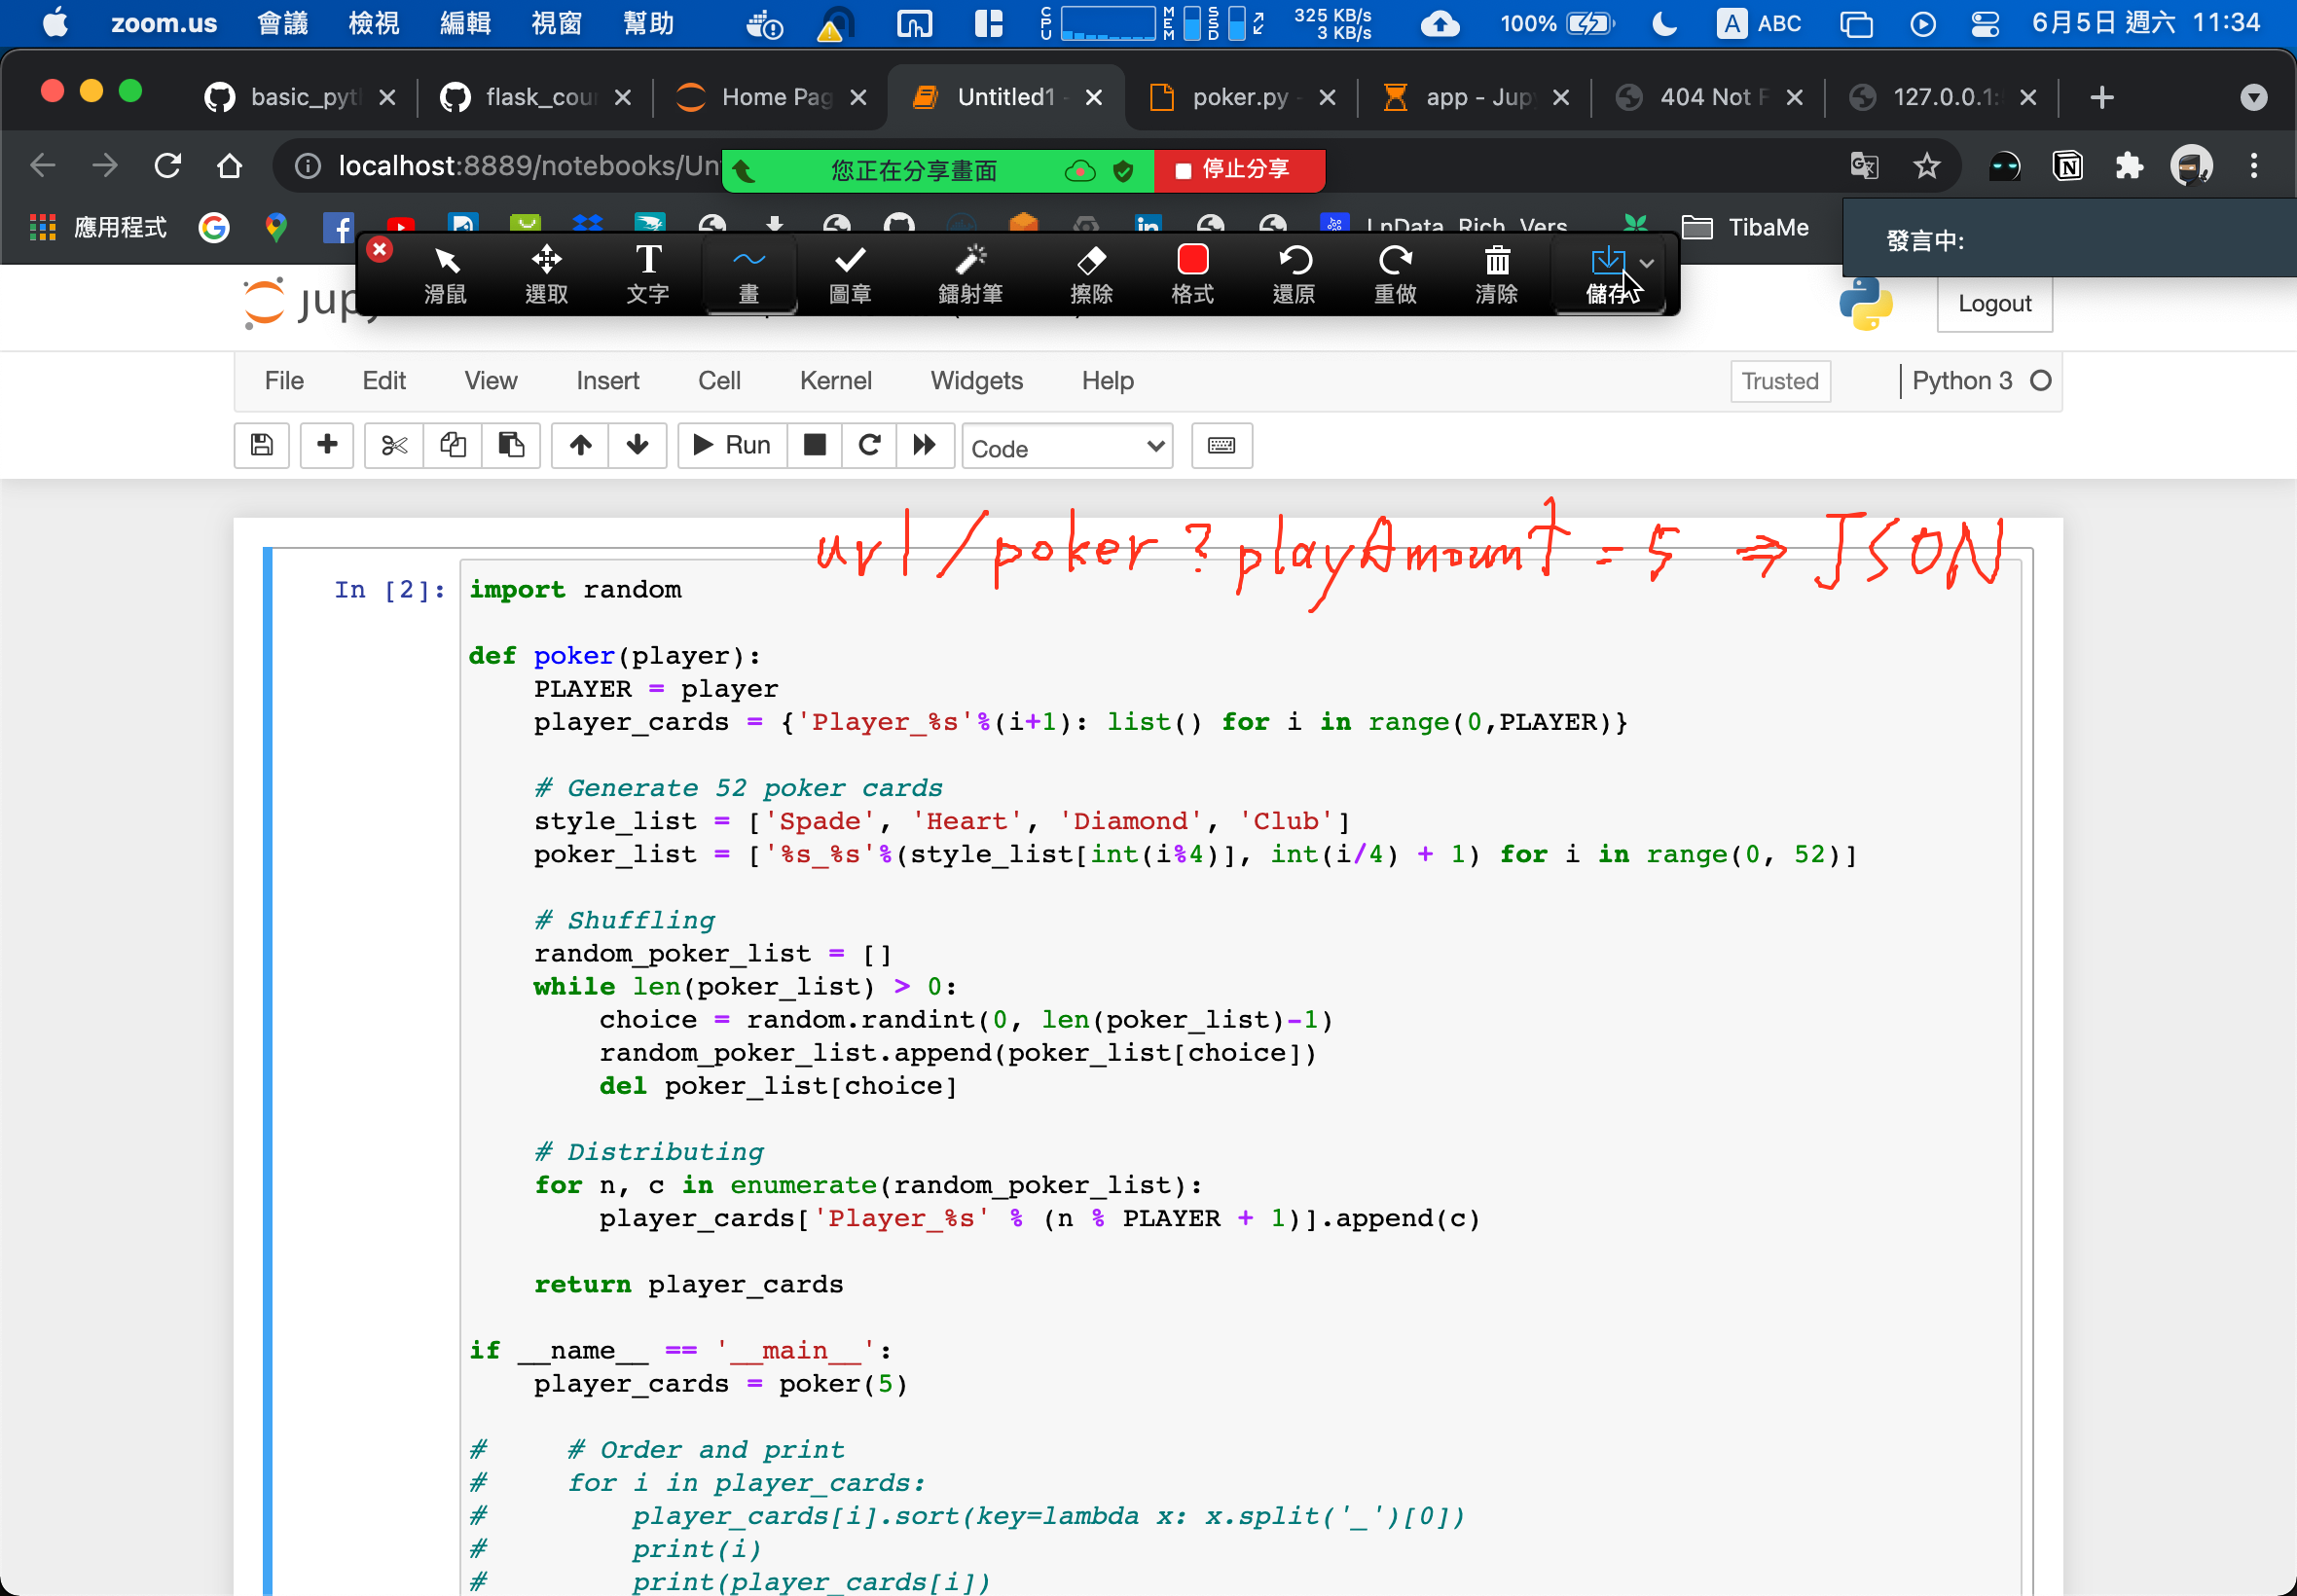 zoom.us 會議 檢視 編輯 視窗 幫助 CPU MEM SSD 325 KB/s 3 KB/s 100% A ABC 6月5日 週六 11:34
basic_pyt flask_cou Home Pag Untitled1 - poker.py - app - Jup 404 Not F 127.0.0.1:
localhost:8889/notebooks/Un 您正在分享畫面 停止分享
應用程式 LnData Rich Vers TibaMe 發言中:
滑鼠 選取 文字 畫 圖章 鐳射筆 擦除 格式 還原 重做 清除 儲存
jupy Logout
File Edit View Insert Cell Kernel Widgets Help Trusted Python 3
Run Code
url/poker?playAmount=5 ⇒ JSON
In [2]: import random
def poker(player):
    PLAYER = player
    player_cards = {'Player_%s'%(i+1): list() for i in range(0,PLAYER)}
    # Generate 52 poker cards
    style_list = ['Spade', 'Heart', 'Diamond', 'Club']
    poker_list = ['%s_%s'%(style_list[int(i%4)], int(i/4) + 1) for i in range(0, 52)]
    # Shuffling
    random_poker_list = []
    while len(poker_list) > 0:
        choice = random.randint(0, len(poker_list)-1)
        random_poker_list.append(poker_list[choice])
        del poker_list[choice]
    # Distributing
    for n, c in enumerate(random_poker_list):
        player_cards['Player_%s' % (n % PLAYER + 1)].append(c)
    return player_cards
if __name__ == '__main__':
    player_cards = poker(5)
#     # Order and print
#     for i in player_cards:
#         player_cards[i].sort(key=lambda x: x.split('_')[0])
#         print(i)
#         print(player_cards[i])